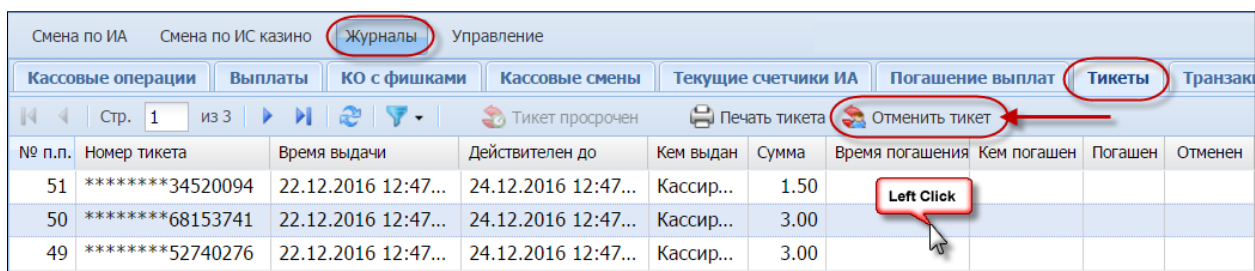 Смена по ИА Смена по ИС казино Журналы Управление
Кассовые операции Выплаты КО с фишками Кассовые смены Текущие счетчики ИА Погашение выплат Тикеты Транзак
Стр. 1 из 3 Тикет просрочен Печать тикета Отменить тикет
№ п.п. Номер тикета Время выдачи Действителен до Кем выдан Сумма Время погашения Кем погашен Погашен Отменен
51 ********34520094 22.12.2016 12:47... 24.12.2016 12:47... Кассир... 1.50
Left Click
50 ********68153741 22.12.2016 12:47... 24.12.2016 12:47... Кассир... 3.00
49 ********52740276 22.12.2016 12:47... 24.12.2016 12:47... Кассир... 3.00